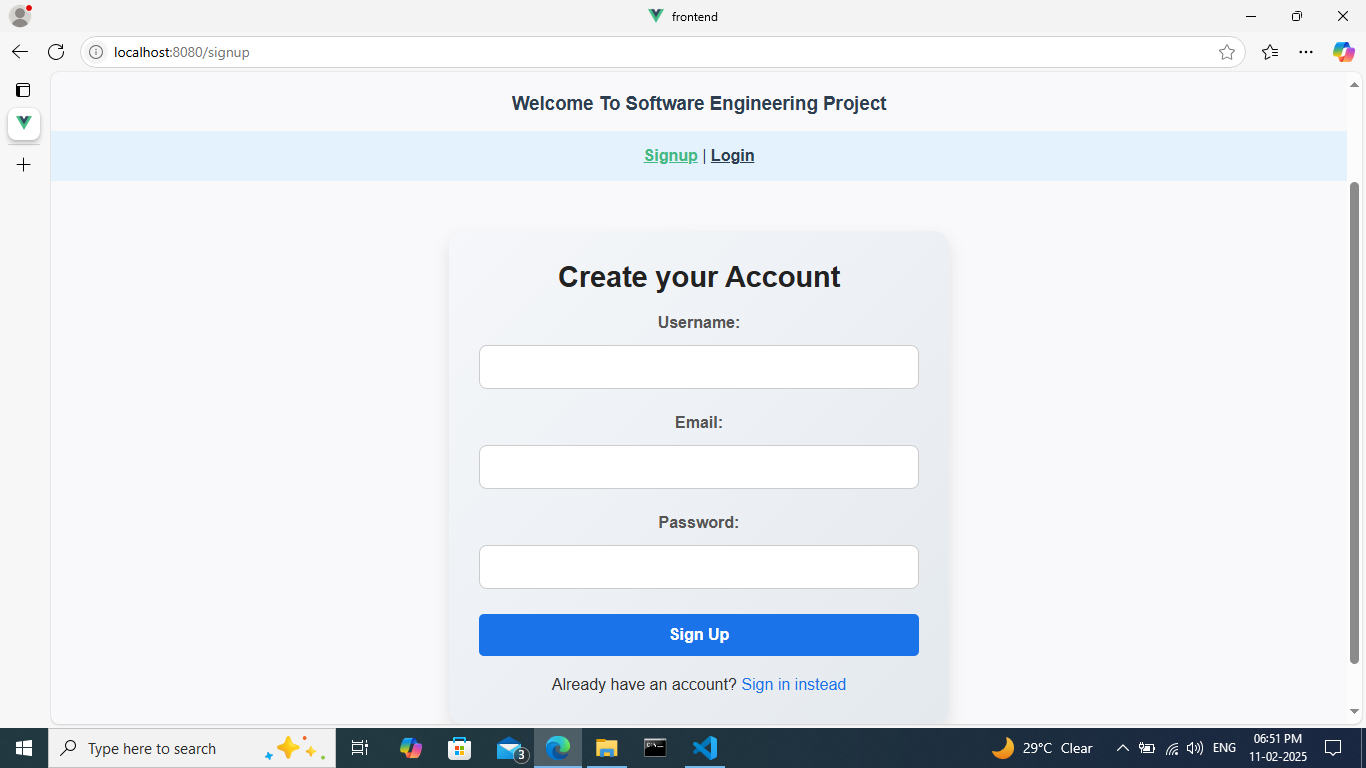 frontend
localhost:8080/signup
Welcome To Software Engineering Project
Signup | Login
Create your Account
Username:
Email:
Password:
Sign Up
Already have an account? Sign in instead
Type here to search
3
29°C Clear
ENG
06:51 PM
11-02-2025